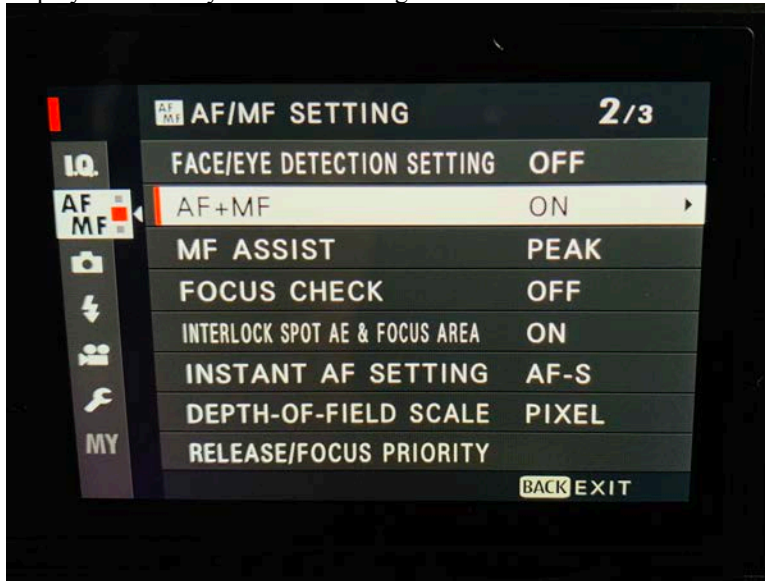 AF MF AF/MF SETTING 2/3
I.Q. FACE/EYE DETECTION SETTING OFF
AF MF AF+MF ON
MF ASSIST PEAK
FOCUS CHECK OFF
INTERLOCK SPOT AE & FOCUS AREA ON
INSTANT AF SETTING AF-S
DEPTH-OF-FIELD SCALE PIXEL
MY RELEASE/FOCUS PRIORITY
BACK EXIT